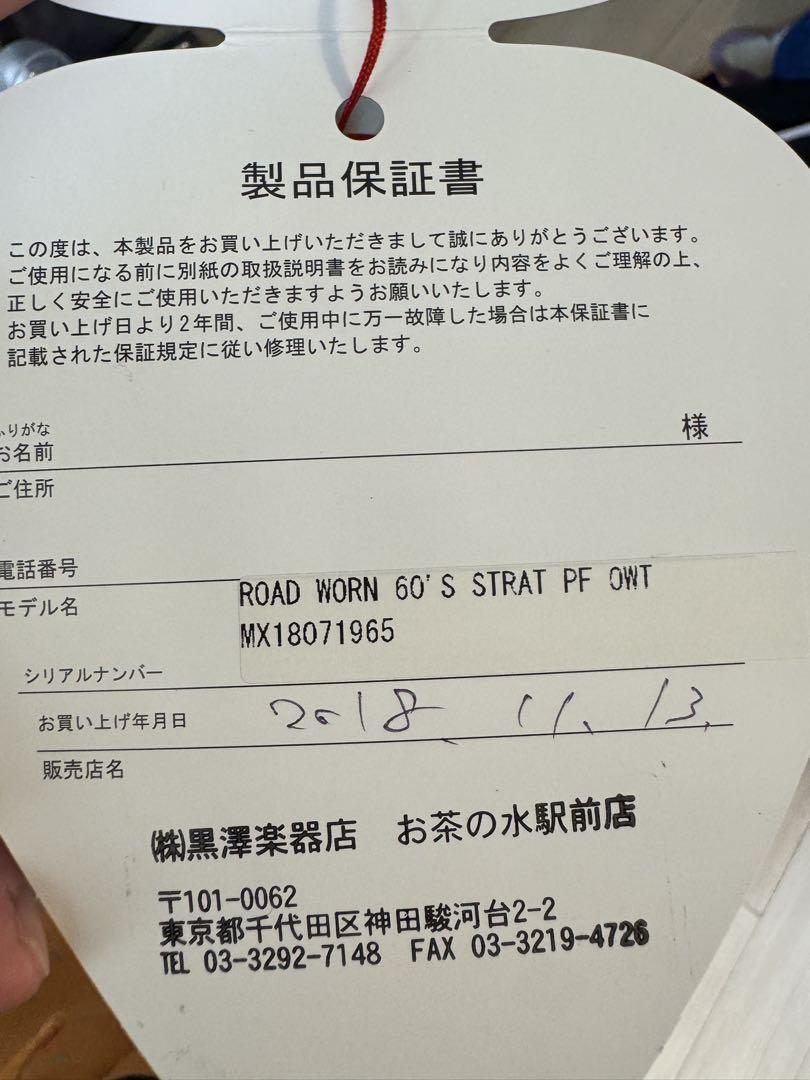 製品保証書
この度は、本製品をお買い上げいただきまして誠にありがとうございます。
ご使用になる前に別紙の取扱説明書をお読みになり内容をよくご理解の上、
正しく安全にご使用いただきますようお願いいたします。
お買い上げ日より2年間、ご使用中に万一故障した場合は本保証書に
記載された保証規定に従い修理いたします。
ふりがな
お名前
様
ご住所
電話番号
モデル名
ROAD WORN 60'S STRAT PF OWT
MX18071965
シリアルナンバー
お買い上げ年月日
2018. 11. 13.
販売店名
㈱黒澤楽器店 お茶の水駅前店
〒101-0062
東京都千代田区神田駿河台2-2
TEL 03-3292-7148 FAX 03-3219-4726